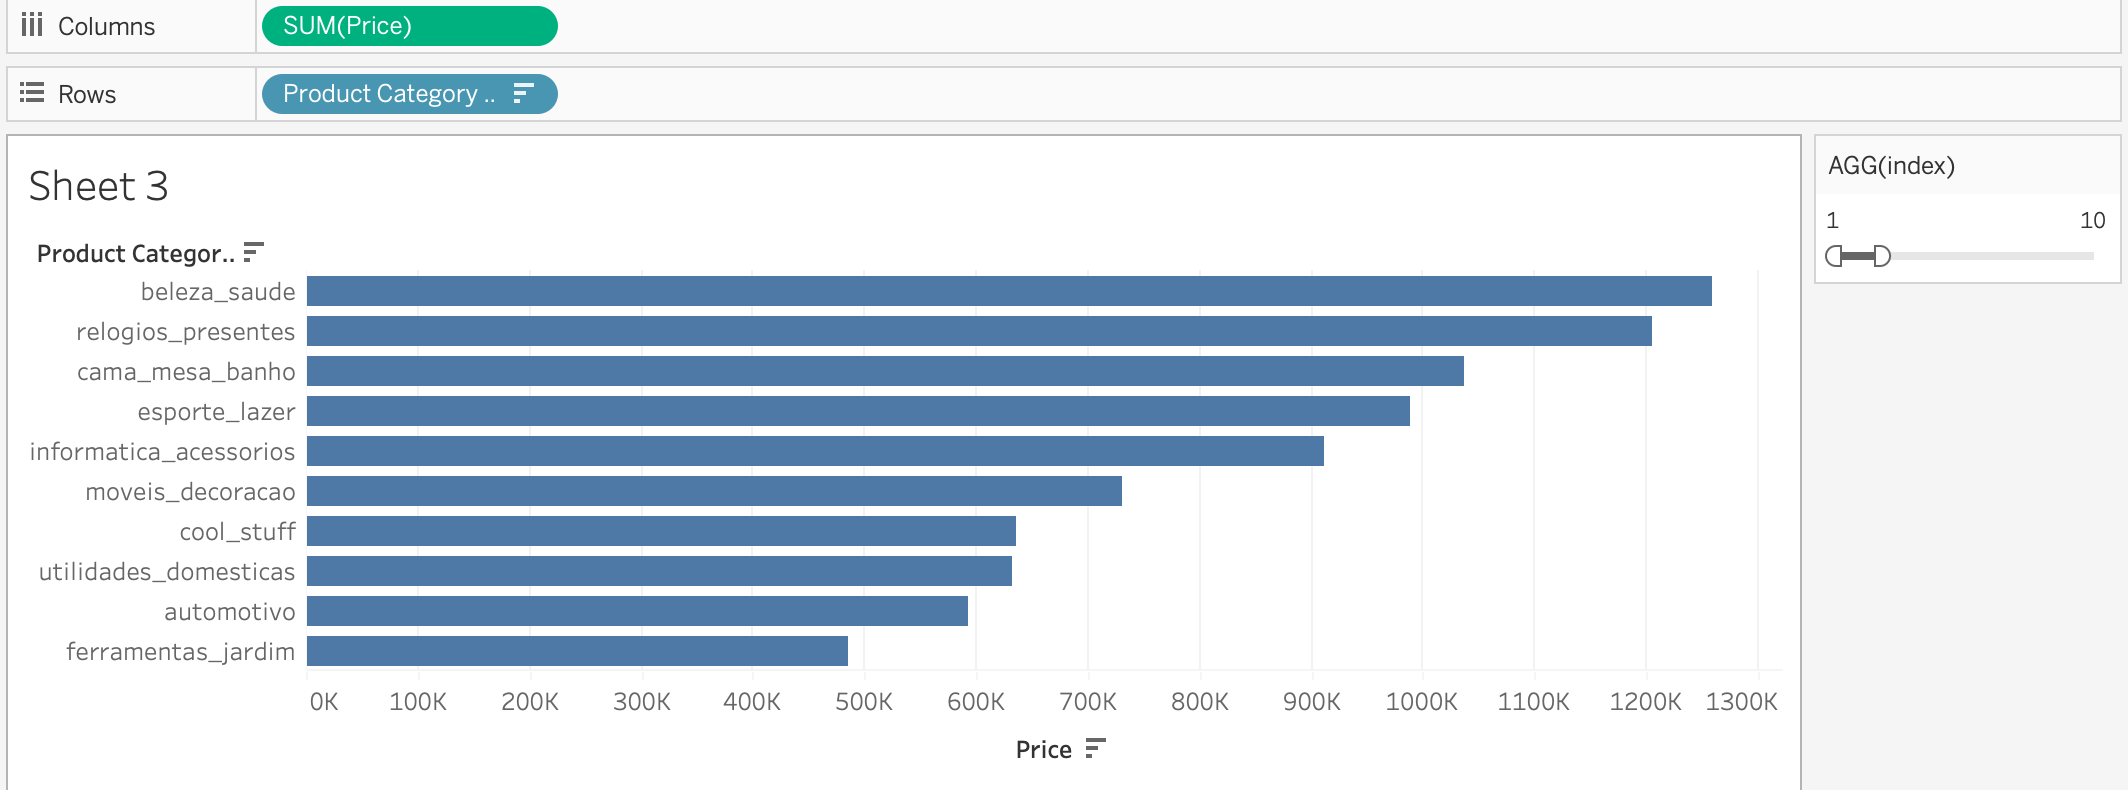 Columns SUM(Price)
Rows Product Category ..
Sheet 3
AGG(index)
1 10
Product Categor..
beleza_saude
relogios_presentes
cama_mesa_banho
esporte_lazer
informatica_acessorios
moveis_decoracao
cool_stuff
utilidades_domesticas
automotivo
ferramentas_jardim
0K 100K 200K 300K 400K 500K 600K 700K 800K 900K 1000K 1100K 1200K 1300K
Price